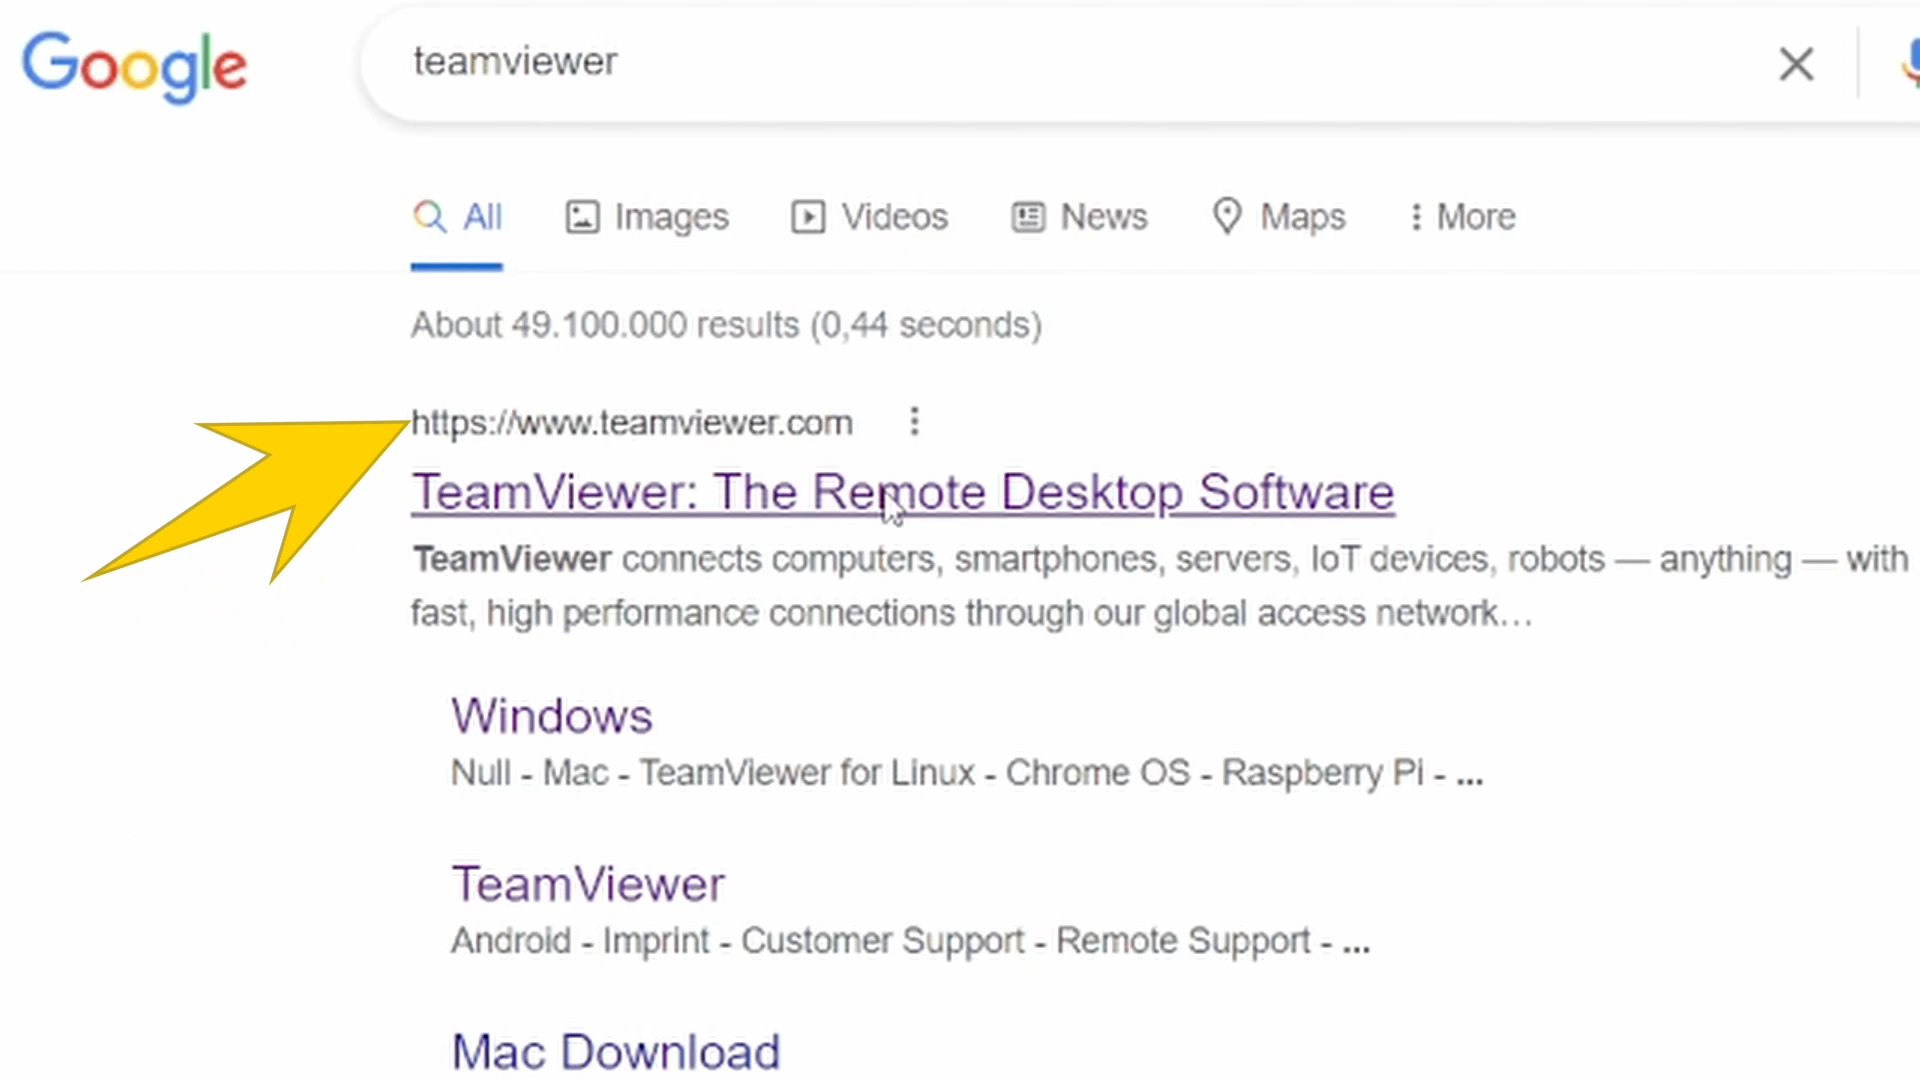 Google
teamviewer
All Images Videos News Maps More
About 49.100.000 results (0,44 seconds)
https://www.teamviewer.com
TeamViewer: The Remote Desktop Software
TeamViewer connects computers, smartphones, servers, IoT devices, robots — anything — with
fast, high performance connections through our global access network...
Windows
Null - Mac - TeamViewer for Linux - Chrome OS - Raspberry Pi - ...
TeamViewer
Android - Imprint - Customer Support - Remote Support - ...
Mac Download